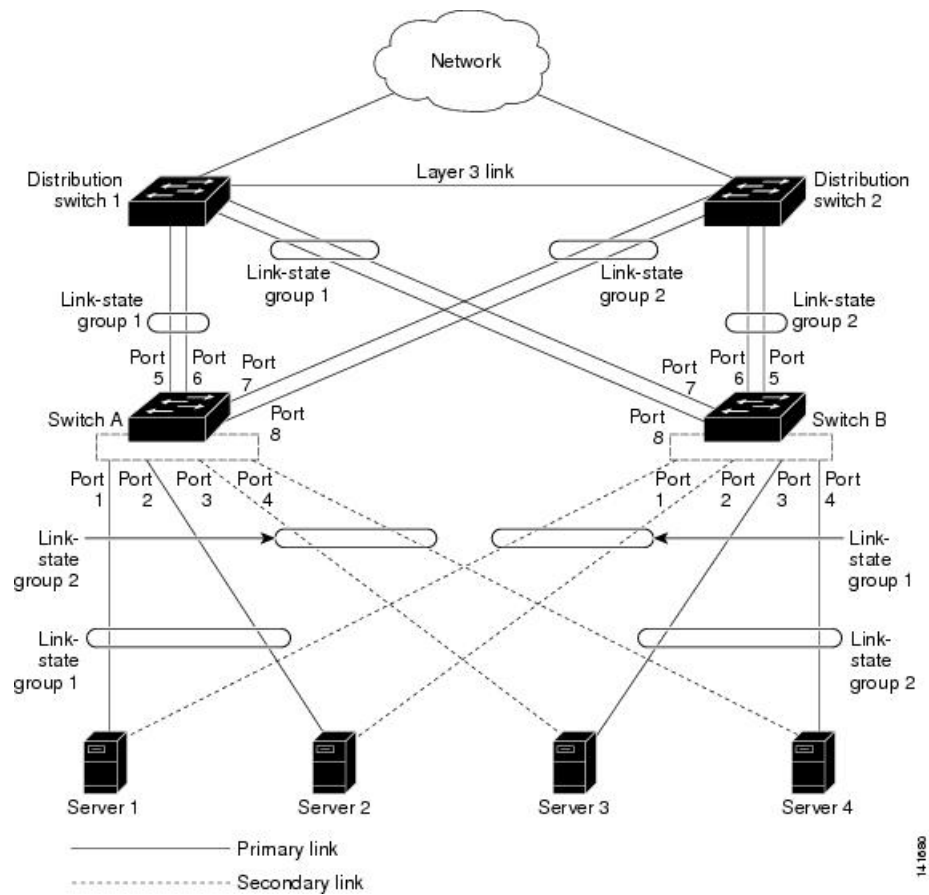 Network
Layer 3 link
Distribution
switch 1
Distribution
switch 2
Link-state
group 1
Link-state
group 2
Link-state
group 1
Link-state
group 2
Port
5
Port
6
Port
7
Port
8
Port
7
Port
6
Port
5
Port
8
Switch A
Switch B
Port
1
Port
2
Port
3
Port
4
Port
1
Port
2
Port
3
Port
4
Link-
state
group 2
Link-
state
group 1
Link-
state
group 1
Link-
state
group 2
Server 1
Server 2
Server 3
Server 4
Primary link
Secondary link
141680